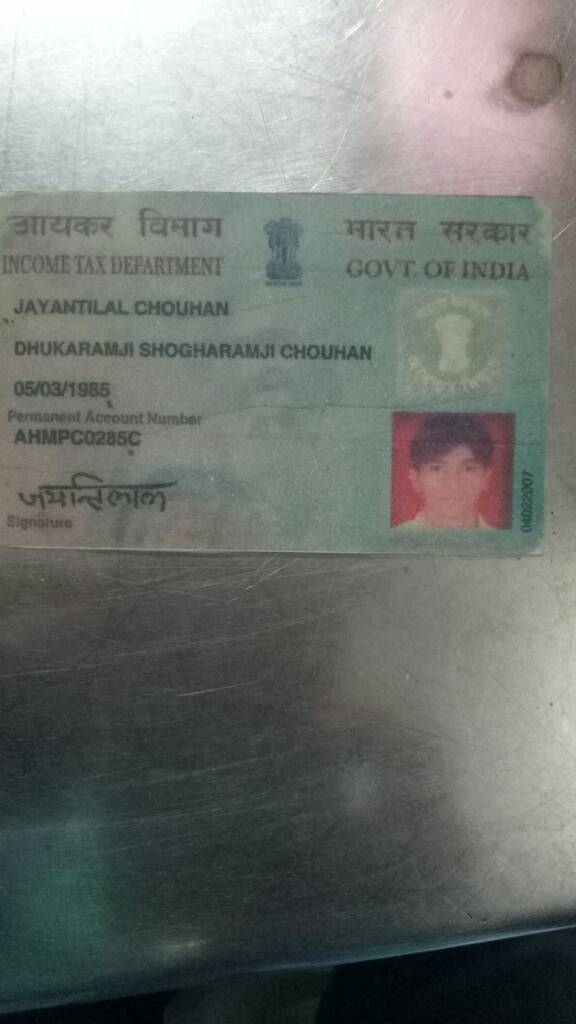 आयकर विभाग
भारत सरकार
INCOME TAX DEPARTMENT
GOVT. OF INDIA
JAYANTILAL CHOUHAN
DHUKARAMJI SHOGHARAMJI CHOUHAN
05/03/1985
Permanent Account Number
AHMPC0285C
जयन्तिलाल
Signature
04022007